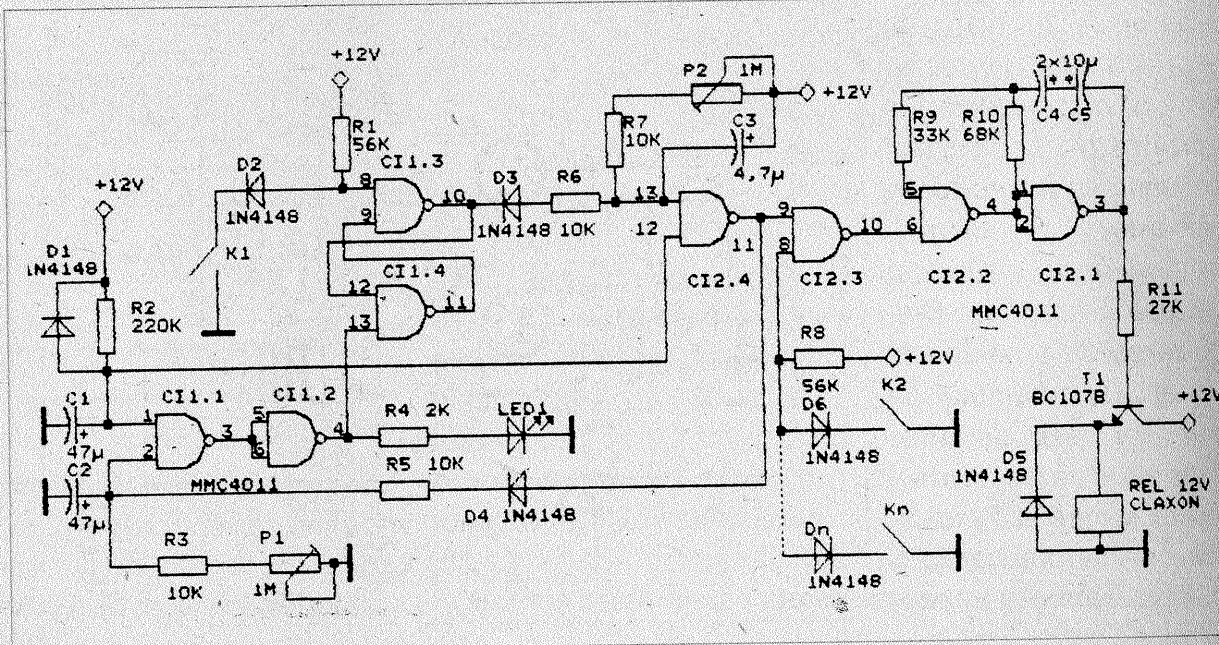 +12V
R1
56K
D2
1N4148
K1
+12V
D1
1N4148
R2
220K
CI1.3
8
9
10
CI1.4
12
13
11
D3
1N4148
R6
10K
R7
10K
P2
1M
+12V
C3
+
4,7µ
13
12
11
CI2.4
9
8
10
CI2.3
R9
33K
R10
68K
2x10µ
+ +
C4 C5
5
6
4
CI2.2
1
2
3
CI2.1
MMC4011
R11
27K
R8
56K
+12V
K2
D6
1N4148
Kn
Dn
1N4148
T1
BC107B
+12V
D5
1N4148
REL 12V
CLAXON
C1
+
47µ
C2
+
47µ
CI1.1
1
2
3
CI1.2
5
6
4
MMC4011
R4 2K
LED1
R5 10K
D4 1N4148
R3
10K
P1
1M